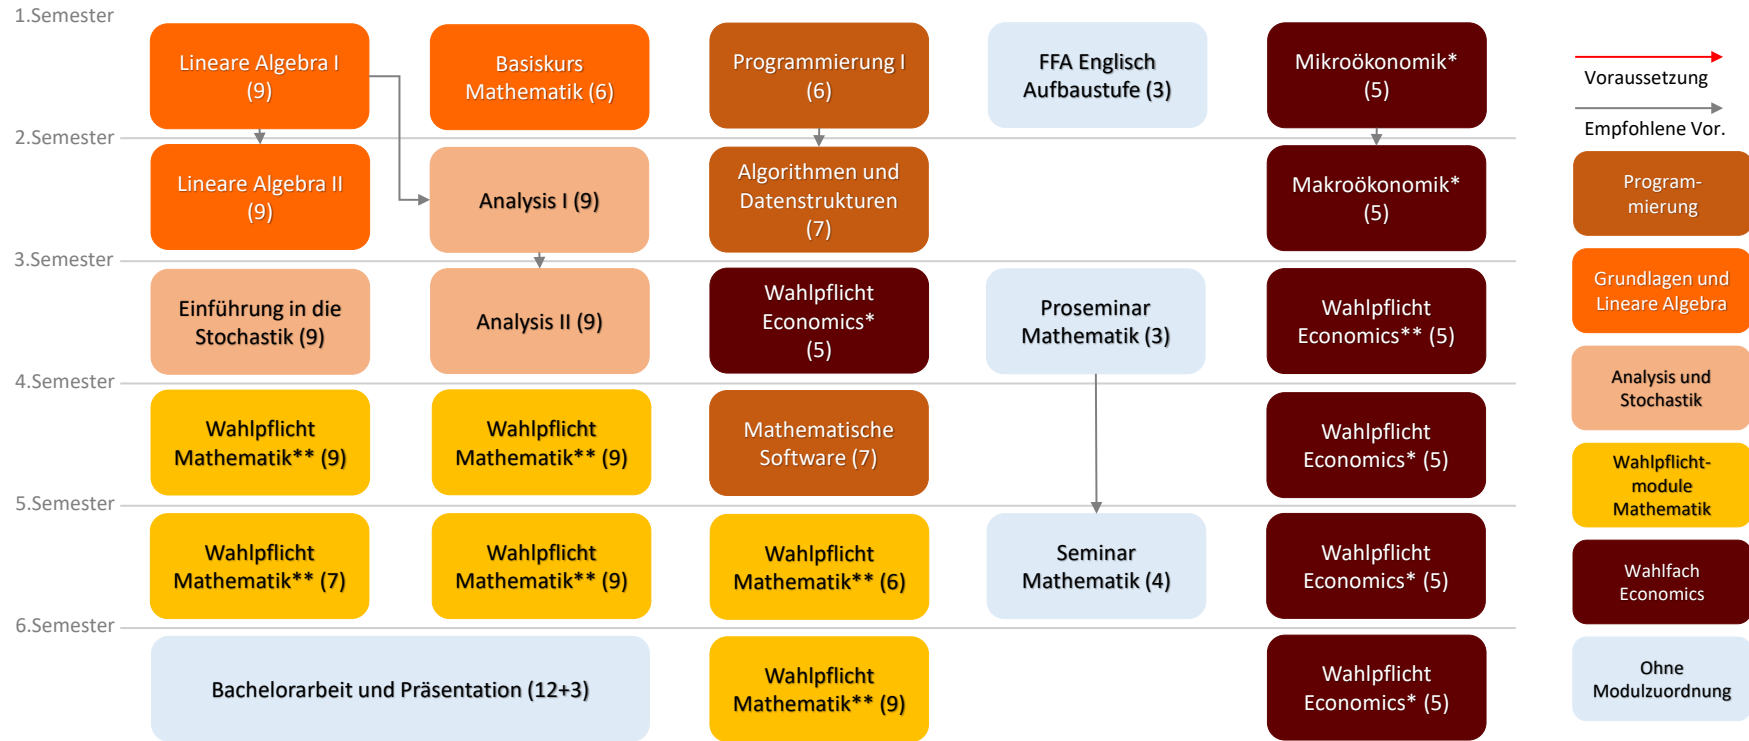 1.Semester
Lineare Algebra I
(9)
Basiskurs
Mathematik (6)
Programmierung I
(6)
FFA Englisch
Aufbaustufe (3)
Mikroökonomik*
(5)
Voraussetzung
Empfohlene Vor.
2.Semester
Lineare Algebra II
(9)
Analysis I (9)
Algorithmen und
Datenstrukturen
(7)
Makroökonomik*
(5)
Program-
mierung
3.Semester
Einführung in die
Stochastik (9)
Analysis II (9)
Wahlpflicht
Economics*
(5)
Proseminar
Mathematik (3)
Wahlpflicht
Economics** (5)
Grundlagen und
Lineare Algebra
4.Semester
Wahlpflicht
Mathematik** (9)
Wahlpflicht
Mathematik** (9)
Mathematische
Software (7)
Wahlpflicht
Economics* (5)
Analysis und
Stochastik
Wahlpflicht-
module
Mathematik
5.Semester
Wahlpflicht
Mathematik** (7)
Wahlpflicht
Mathematik** (9)
Wahlpflicht
Mathematik** (6)
Seminar
Mathematik (4)
Wahlpflicht
Economics* (5)
Wahlfach
Economics
6.Semester
Bachelorarbeit und Präsentation (12+3)
Wahlpflicht
Mathematik** (9)
Wahlpflicht
Economics* (5)
Ohne
Modulzuordnung